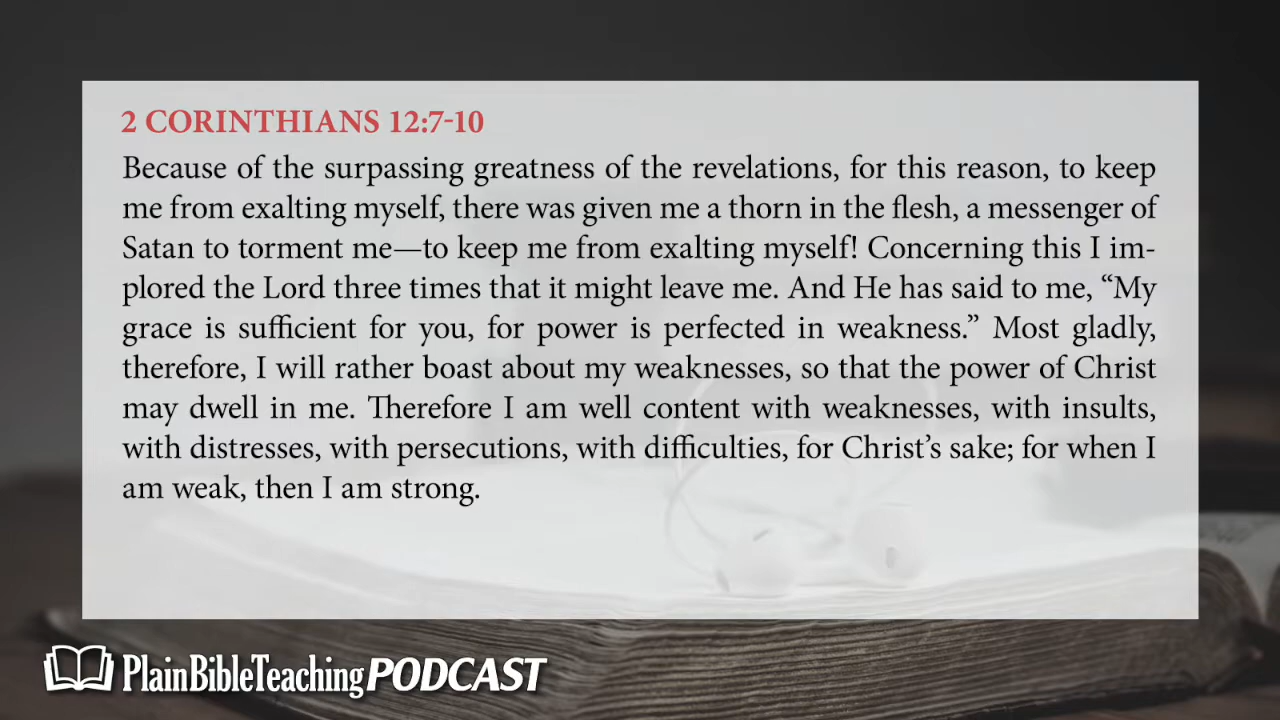 2 CORINTHIANS 12:7-10
Because of the surpassing greatness of the revelations, for this reason, to keep
me from exalting myself, there was given me a thorn in the flesh, a messenger of
Satan to torment me—to keep me from exalting myself! Concerning this I im-
plored the Lord three times that it might leave me. And He has said to me, “My
grace is sufficient for you, for power is perfected in weakness.” Most gladly,
therefore, I will rather boast about my weaknesses, so that the power of Christ
may dwell in me. Therefore I am well content with weaknesses, with insults,
with distresses, with persecutions, with difficulties, for Christ’s sake; for when I
am weak, then I am strong.
PlainBibleTeaching PODCAST